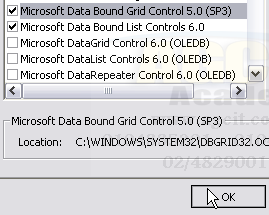 Microsoft Data Bound Grid Control 5.0 (SP3)
Microsoft Data Bound List Controls 6.0
Microsoft DataGrid Control 6.0 (OLEDB)
Microsoft DataList Controls 6.0 (OLEDB)
Microsoft DataRepeater Control 6.0 (OLEDB)
Microsoft Data Bound Grid Control 5.0 (SP3)
Location: C:\WINDOWS\SYSTEM32\DBGRID32.OC
02/4829001
OK